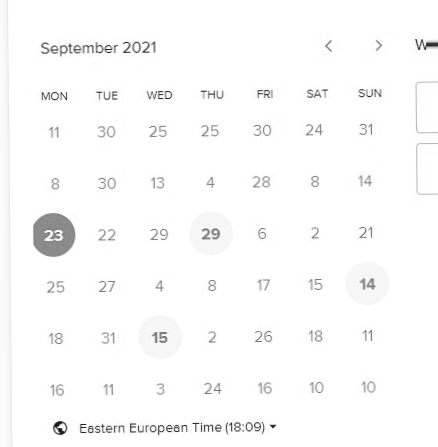 September 2021
MON TUE WED THU FRI SAT SUN
11 30 25 25 30 24 31
8 30 13 4 28 8 14
23 22 29 29 6 2 21
25 27 4 8 17 15 14
18 31 15 2 26 18 11
16 11 3 24 16 10 10
Eastern European Time (18:09)